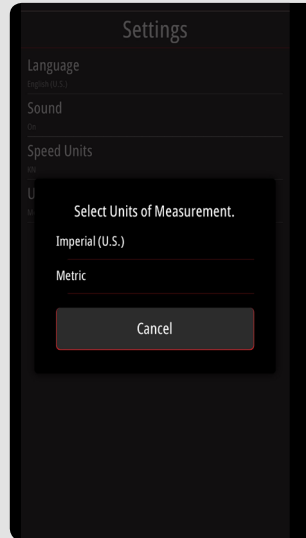 Settings
Language
English (U.S.)
Sound
On
Speed Units
Select Units of Measurement.
Imperial (U.S.)
Metric
Cancel